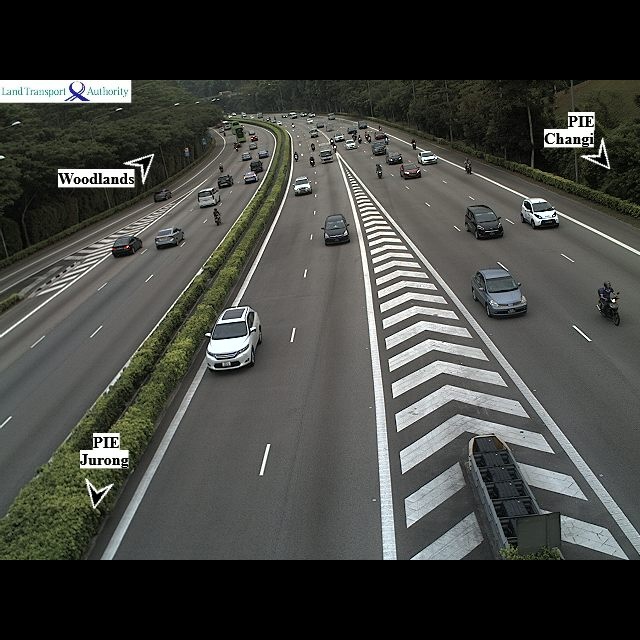 Land Transport Authority
PIE
Changi
Woodlands
PIE
Jurong